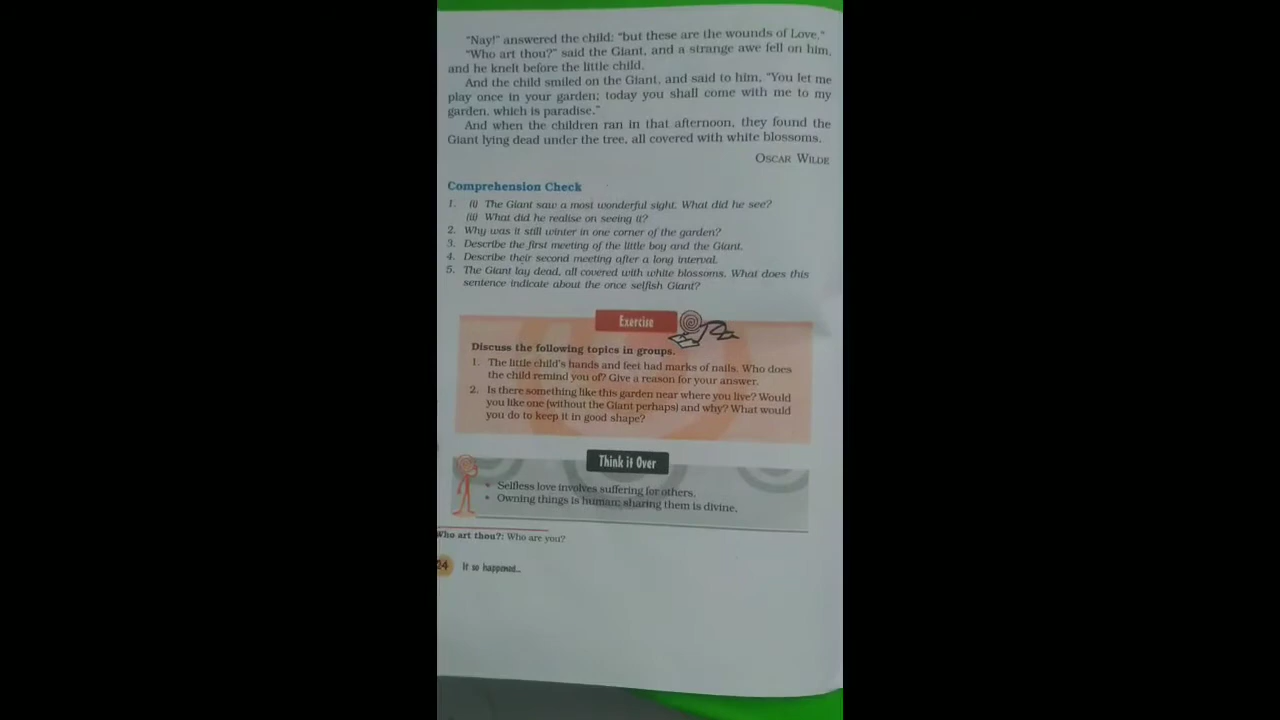 "Nay!" answered the child: "but these are the wounds of Love."
"Who art thou?" said the Giant, and a strange awe fell on him,
and he knelt before the little child.
And the child smiled on the Giant, and said to him, "You let me
play once in your garden; today you shall come with me to my
garden, which is paradise."
And when the children ran in that afternoon, they found the
Giant lying dead under the tree, all covered with white blossoms.
OSCAR WILDE
Comprehension Check
1. (i) The Giant saw a most wonderful sight. What did he see?
(ii) What did he realise on seeing it?
2. Why was it still winter in one corner of the garden?
3. Describe the first meeting of the little boy and the Giant.
4. Describe their second meeting after a long interval.
5. The Giant lay dead, all covered with white blossoms. What does this
sentence indicate about the once selfish Giant?
Exercise
Discuss the following topics in groups.
1. The little child's hands and feet had marks of nails. Who does
the child remind you of? Give a reason for your answer.
2. Is there something like this garden near where you live? Would
you like one (without the Giant perhaps) and why? What would
you do to keep it in good shape?
Think it Over
• Selfless love involves suffering for others.
• Owning things is human; sharing them is divine.
Who art thou?: Who are you?
24 It so happened...